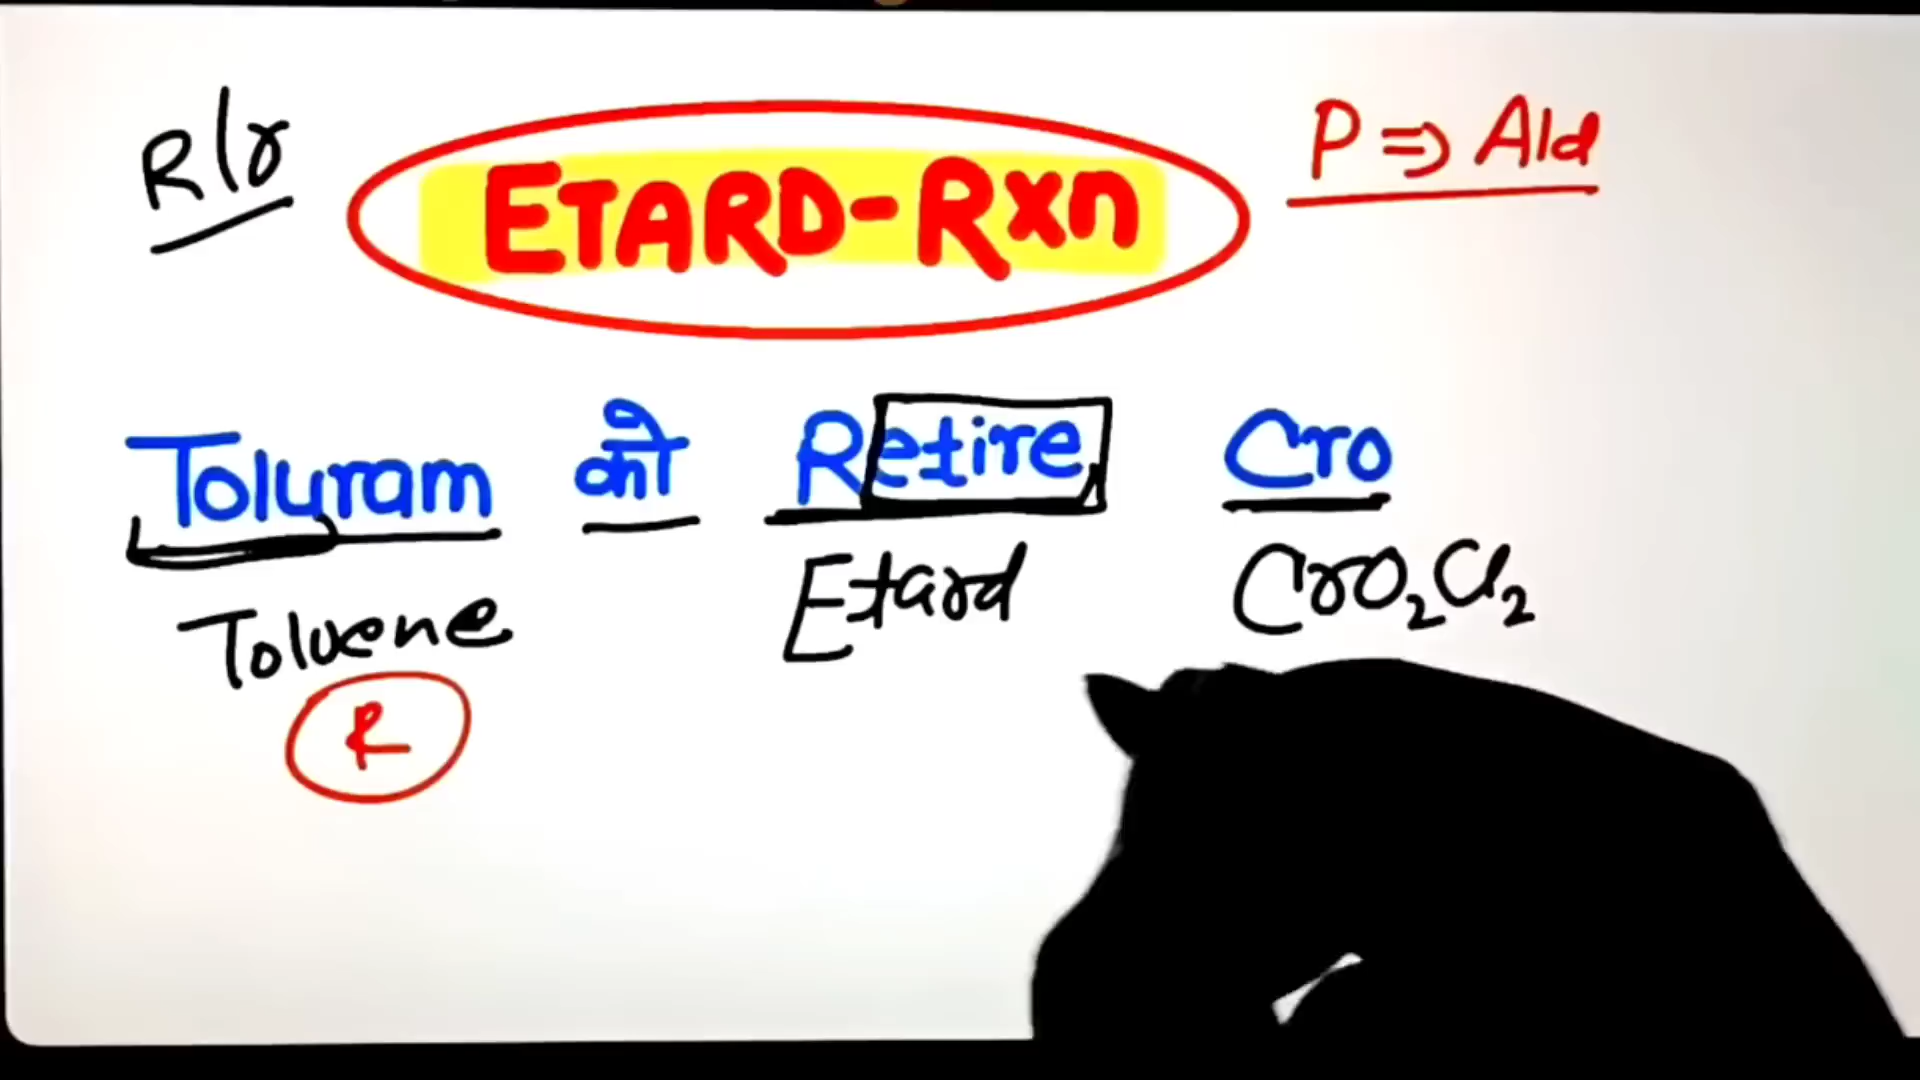 R/r
ETARD-Rxn
P ⇒ Ald
Toluram को Retire Cro
Toluene Etard CrO₂Cl₂
R